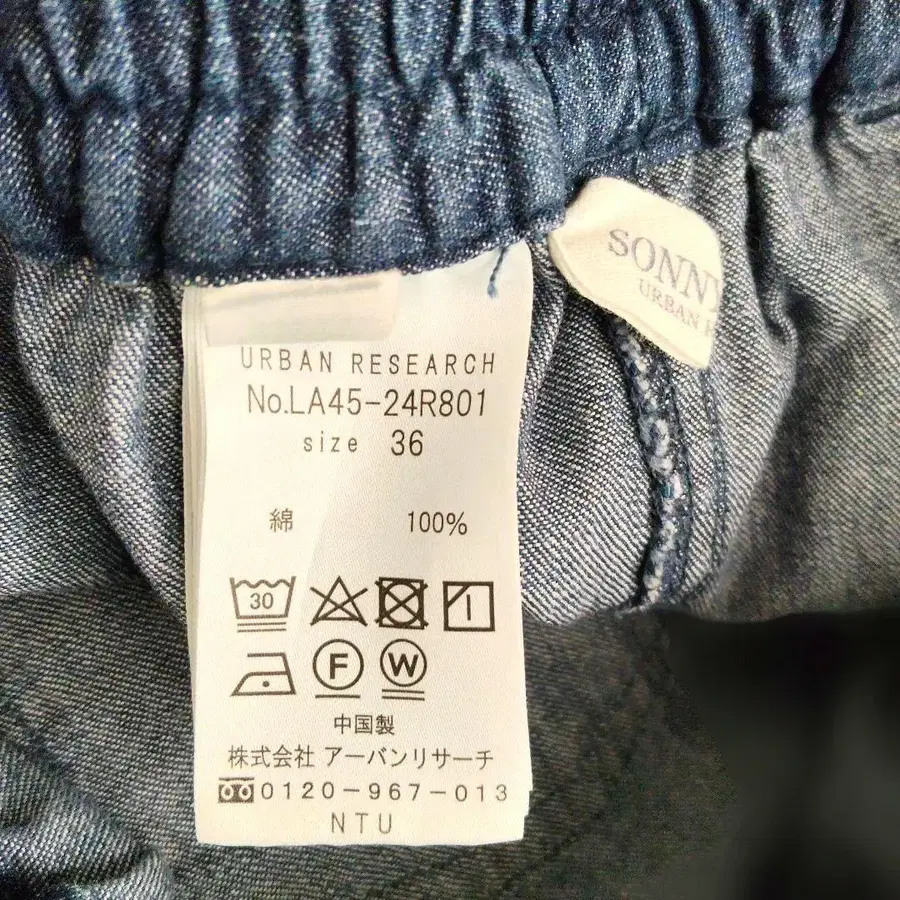 SONNY
URBAN R
URBAN RESEARCH
No.LA45-24R801
size 36
綿 100%
30
F W
中国製
株式会社 アーバンリサーチ
0120-967-013
NTU